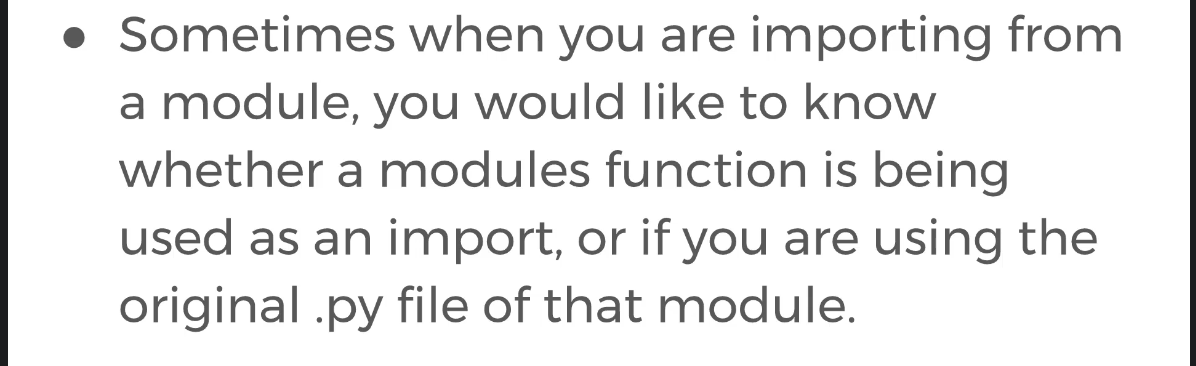 ● Sometimes when you are importing from
a module, you would like to know
whether a modules function is being
used as an import, or if you are using the
original .py file of that module.